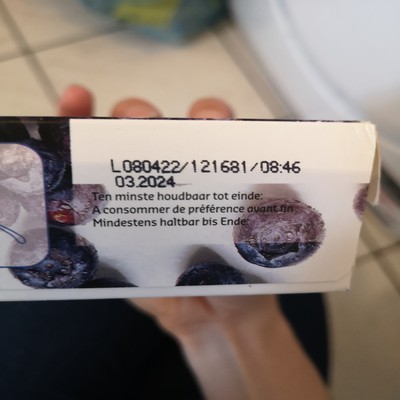 L080422/121681/08:46
03.2024
Ten minste houdbaar tot einde:
A consommer de préférence avant fin
Mindestens haltbar bis Ende: